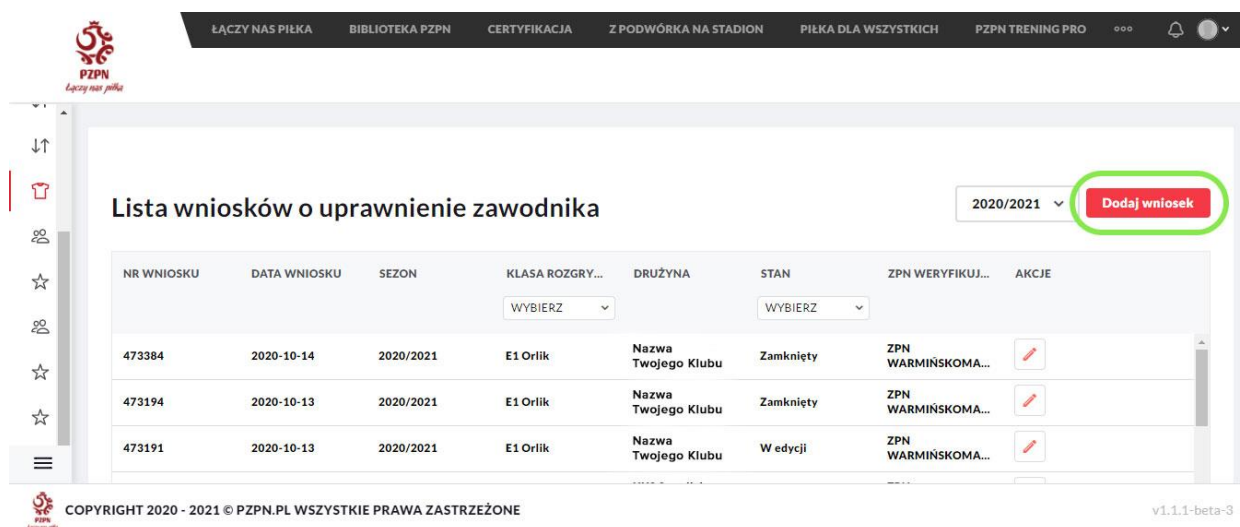 ŁĄCZY NAS PIŁKA BIBLIOTEKA PZPN CERTYFIKACJA Z PODWÓRKA NA STADION PIŁKA DLA WSZYSTKICH PZPN TRENING PRO
PZPN
Łączy nas piłka
Lista wniosków o uprawnienie zawodnika 2020/2021 Dodaj wniosek
NR WNIOSKU DATA WNIOSKU SEZON KLASA ROZGRY... DRUŻYNA STAN ZPN WERYFIKUJ... AKCJE
WYBIERZ WYBIERZ
473384 2020-10-14 2020/2021 E1 Orlik Nazwa Twojego Klubu Zamknięty ZPN WARMIŃSKOMA...
473194 2020-10-13 2020/2021 E1 Orlik Nazwa Twojego Klubu Zamknięty ZPN WARMIŃSKOMA...
473191 2020-10-13 2020/2021 E1 Orlik Nazwa Twojego Klubu W edycji ZPN WARMIŃSKOMA...
PZPN COPYRIGHT 2020 - 2021 © PZPN.PL WSZYSTKIE PRAWA ZASTRZEŻONE v1.1.1-beta-3